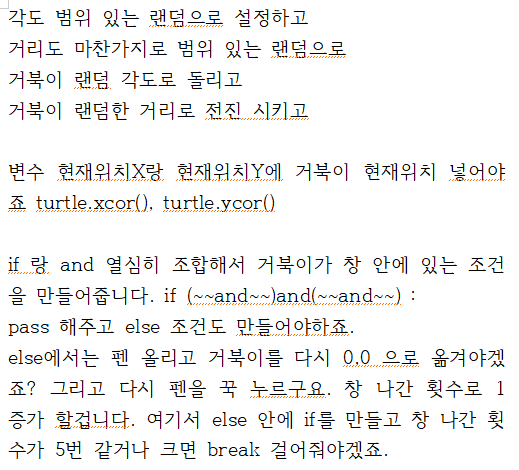 각도 범위 있는 랜덤으로 설정하고
거리도 마찬가지로 범위 있는 랜덤으로
거북이 랜덤 각도로 돌리고
거북이 랜덤한 거리로 전진 시키고
변수 현재위치X랑 현재위치Y에 거북이 현재위치 넣어야
죠 turtle.xcor(), turtle.ycor()
if 랑 and 열심히 조합해서 거북이가 창 안에 있는 조건
을 만들어줍니다. if (~~and~~)and(~~and~~) :
pass 해주고 else 조건도 만들어야하죠.
else에서는 펜 올리고 거북이를 다시 0,0 으로 옮겨야겠
죠? 그리고 다시 펜을 꾹 누르구요. 창 나간 횟수로 1
증가 할겁니다. 여기서 else 안에 if를 만들고 창 나간 횟
수가 5번 같거나 크면 break 걸어줘야겠죠.